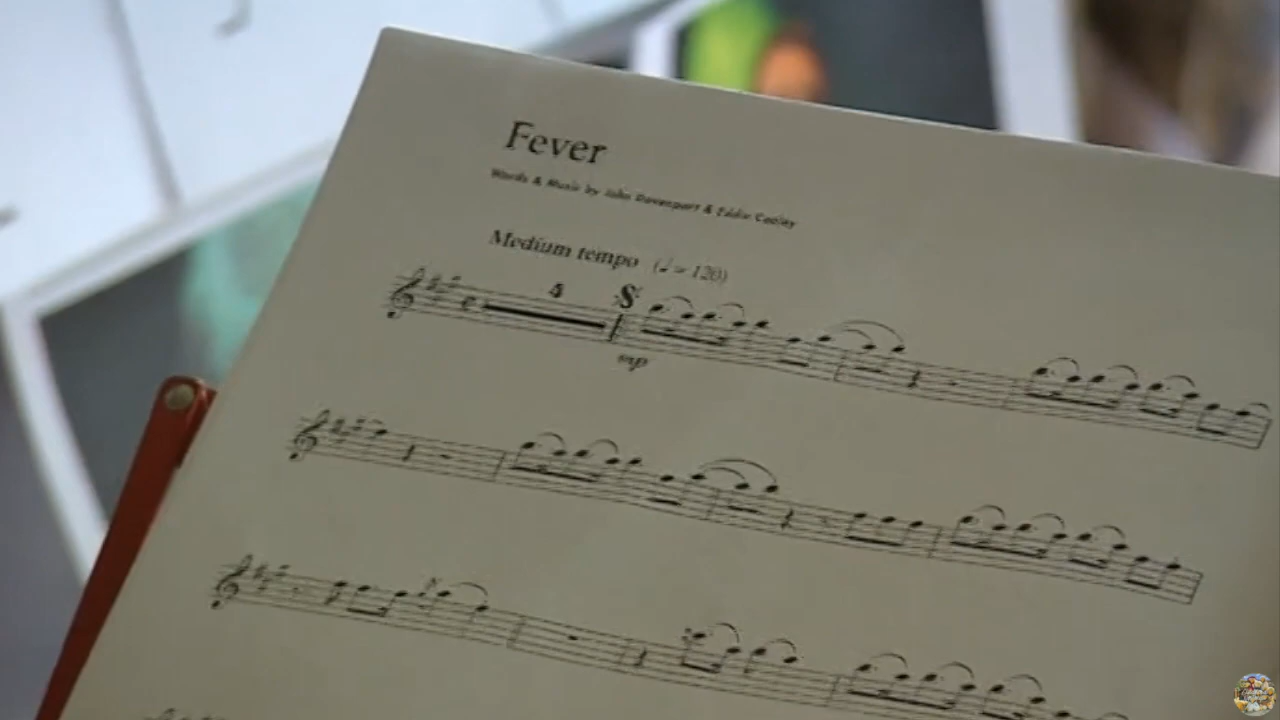 Fever
Words & Music by John Davenport & Eddie Cooley
Medium tempo (♩ = 120)
4
mp